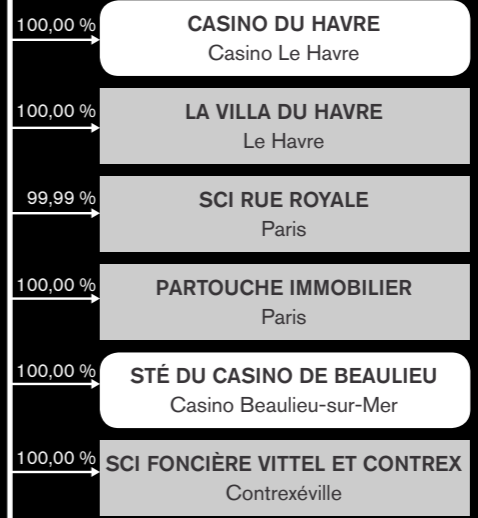 100,00 %
CASINO DU HAVRE
Casino Le Havre
100,00 %
LA VILLA DU HAVRE
Le Havre
99,99 %
SCI RUE ROYALE
Paris
100,00 %
PARTOUCHE IMMOBILIER
Paris
100,00 %
STÉ DU CASINO DE BEAULIEU
Casino Beaulieu-sur-Mer
100,00 %
SCI FONCIÈRE VITTEL ET CONTREX
Contrexéville